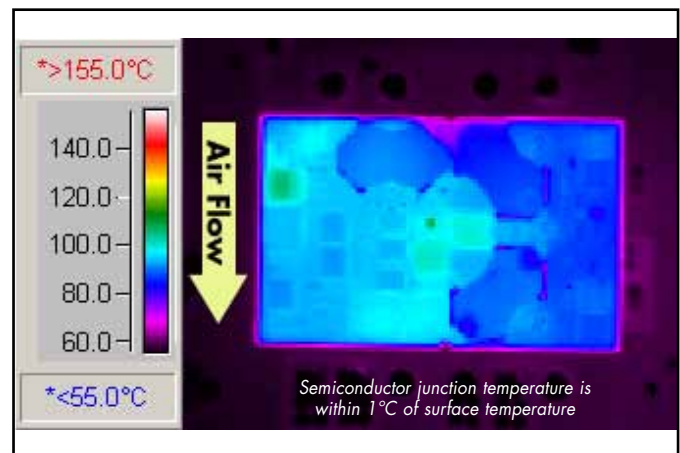 *>155.0°C
140.0
120.0
100.0
80.0
60.0
*<55.0°C
Air Flow
Semiconductor junction temperature is
within 1°C of surface temperature